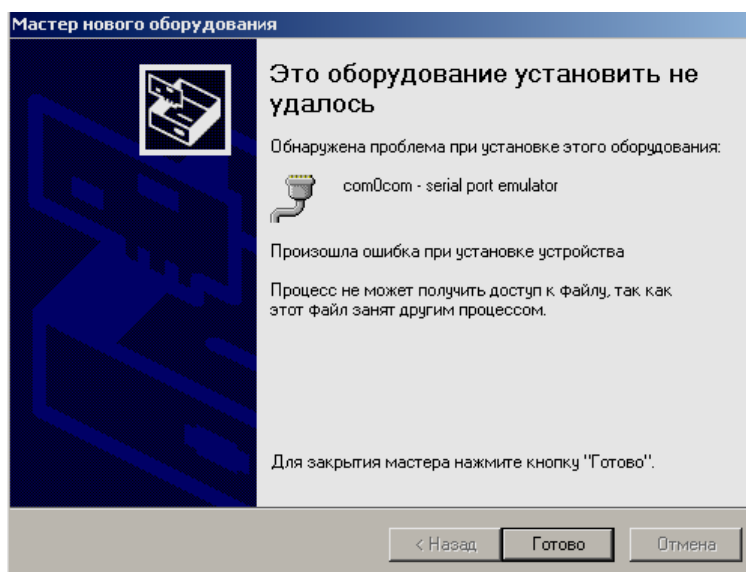 Мастер нового оборудования
Это оборудование установить не
удалось
Обнаружена проблема при установке этого оборудования:
com0com - serial port emulator
Произошла ошибка при установке устройства
Процесс не может получить доступ к файлу, так как
этот файл занят другим процессом.
Для закрытия мастера нажмите кнопку "Готово".
< Назад Готово Отмена